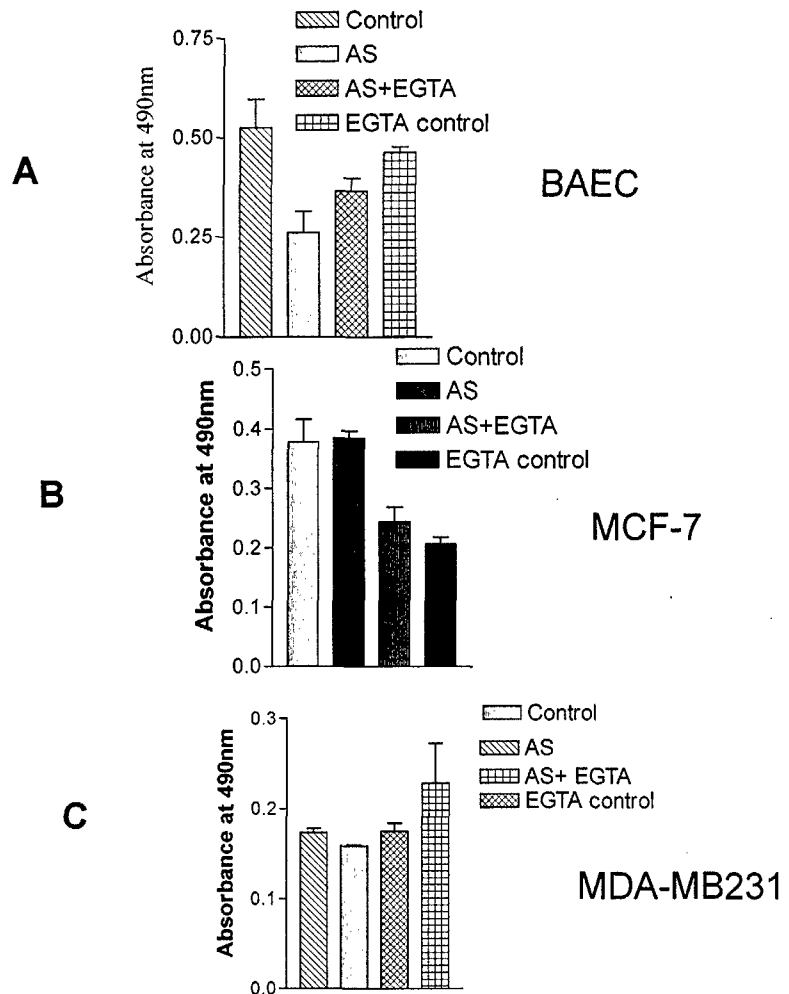 Control
AS
AS+EGTA
EGTA control
0.75
0.50
0.25
0.00
Absorbance at 490nm
A
BAEC
Control
AS
AS+EGTA
EGTA control
0.5
0.4
0.3
0.2
0.1
0.0
Absorbance at 490nm
B
MCF-7
Control
AS
AS+ EGTA
EGTA control
0.3
0.2
0.1
0.0
Absorbance at 490nm
C
MDA-MB231